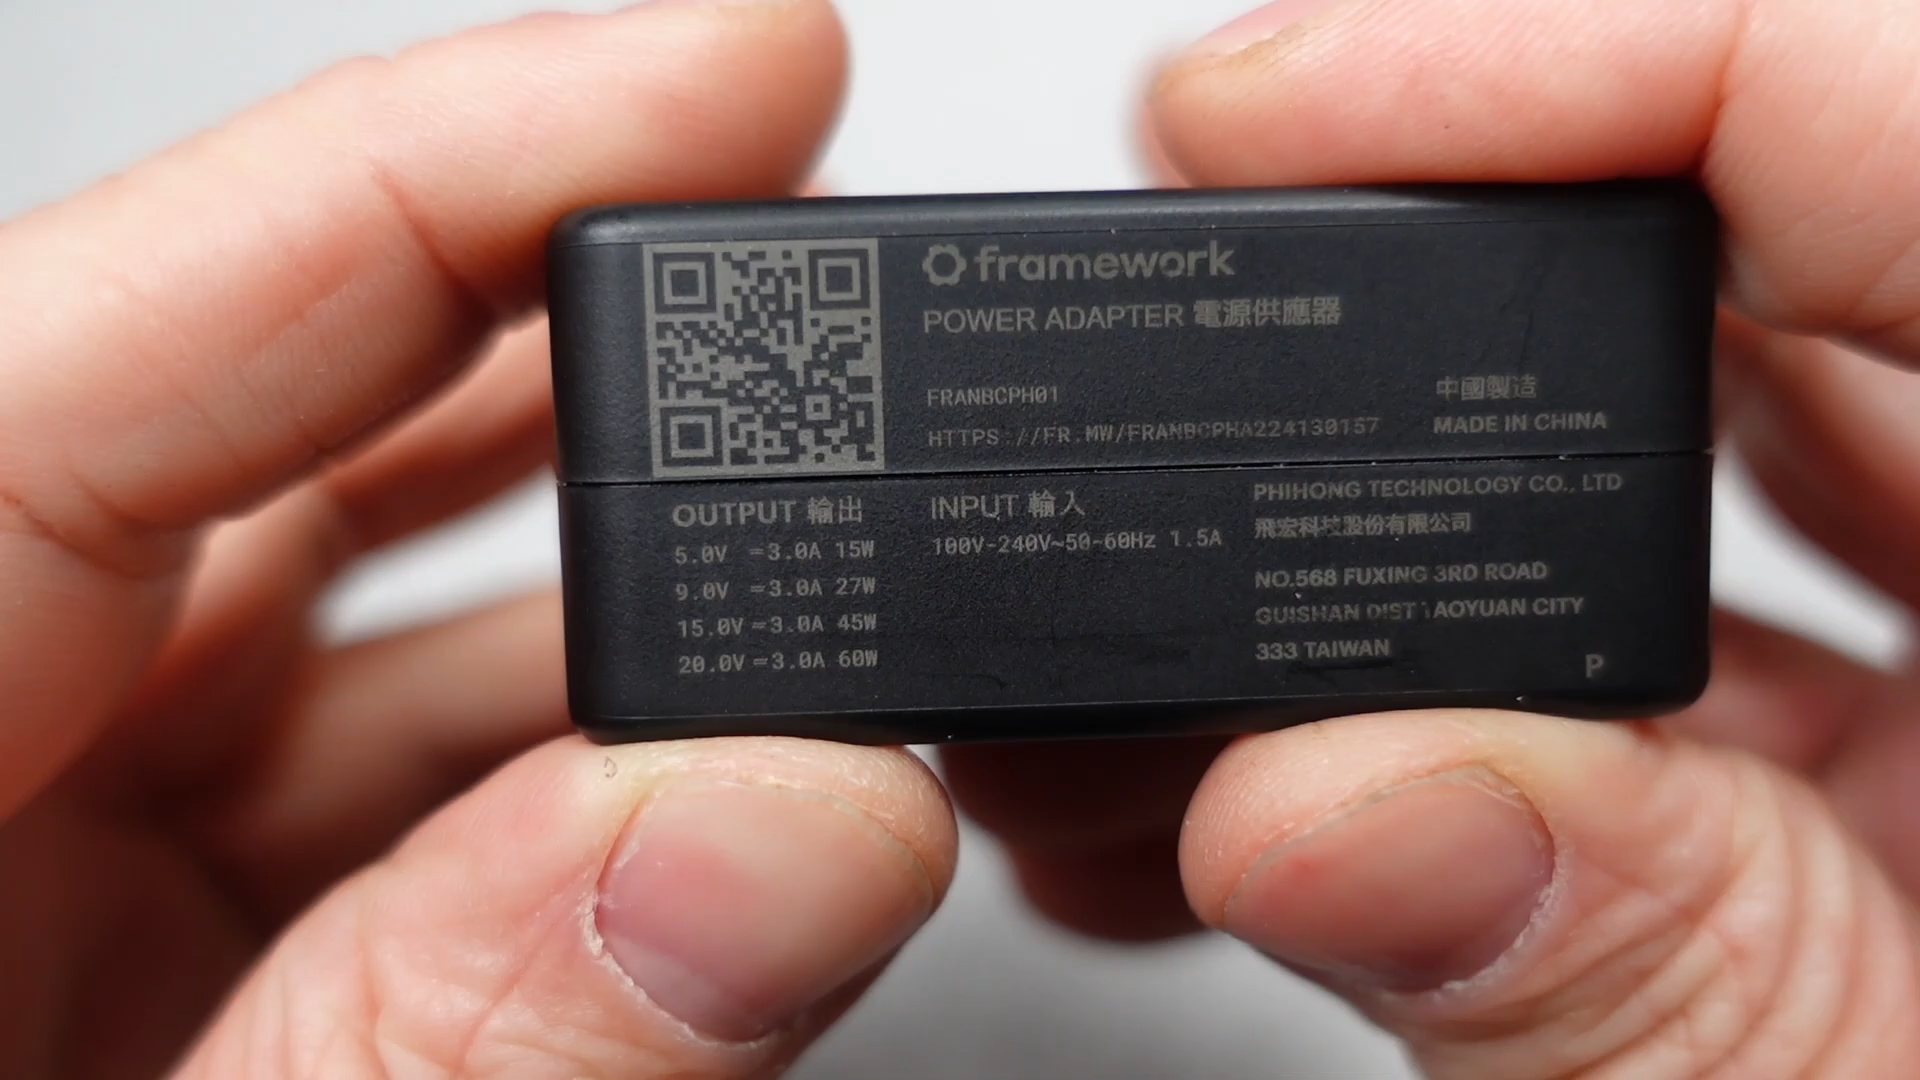 framework
POWER ADAPTER 電源供應器
FRANBCPH01
HTTPS://FR.MW/FRANBCPHA224130157
中國製造
MADE IN CHINA
OUTPUT 輸出
5.0V ⎓3.0A 15W
9.0V ⎓3.0A 27W
15.0V⎓3.0A 45W
20.0V⎓3.0A 60W
INPUT 輸入
100V-240V~50-60Hz 1.5A
PHIHONG TECHNOLOGY CO., LTD
飛宏科技股份有限公司
NO.568 FUXING 3RD ROAD
GUISHAN DIST TAOYUAN CITY
333 TAIWAN
P